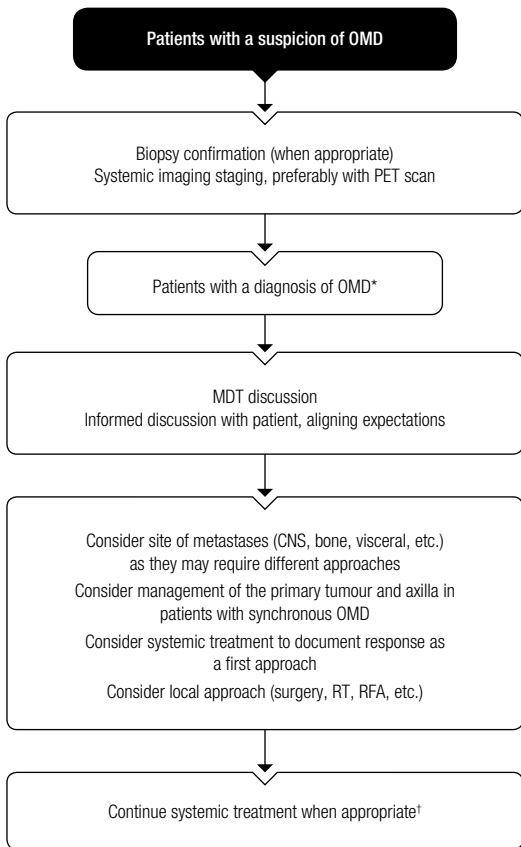 Patients with a suspicion of OMD
Biopsy confirmation (when appropriate)
Systemic imaging staging, preferably with PET scan
Patients with a diagnosis of OMD*
MDT discussion
Informed discussion with patient, aligning expectations
Consider site of metastases (CNS, bone, visceral, etc.)
as they may require different approaches
Consider management of the primary tumour and axilla in
patients with synchronous OMD
Consider systemic treatment to document response as
a first approach
Consider local approach (surgery, RT, RFA, etc.)
Continue systemic treatment when appropriate†